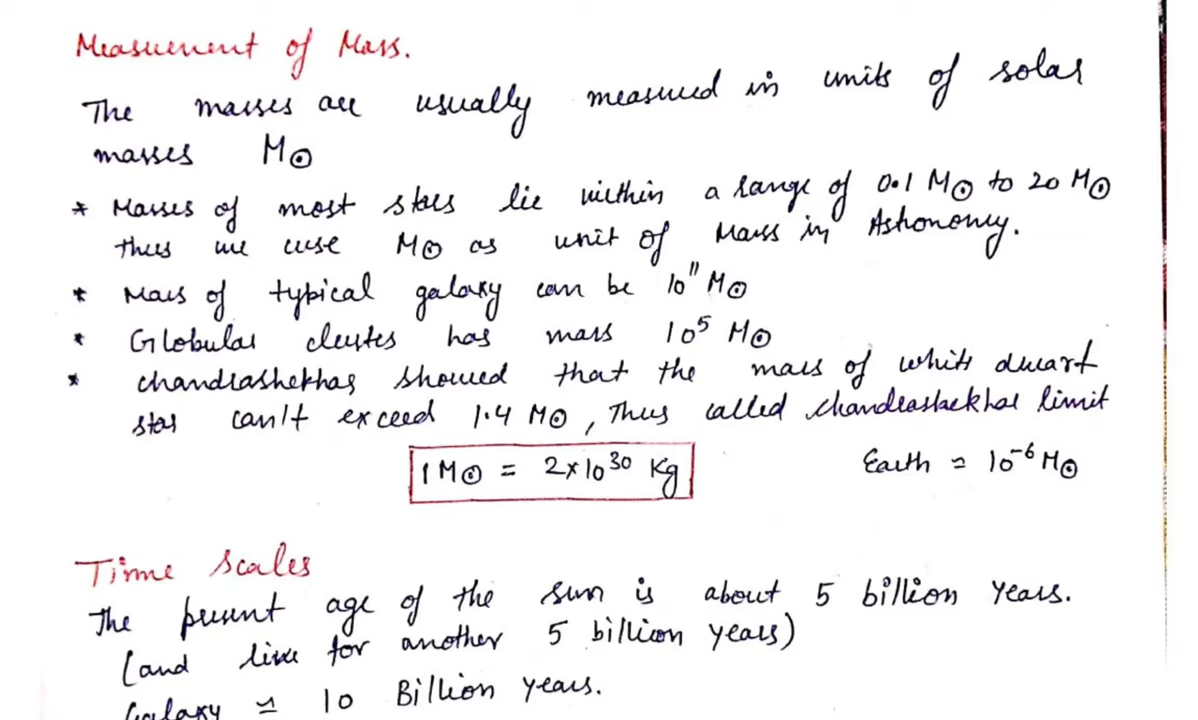 Measurement of Mass.
The masses are usually measured in units of solar
masses M☉
* Masses of most stars lie within a range of 0.1 M☉ to 20 M☉
thus we use M☉ as unit of Mass in Astronomy.
* Mass of typical galaxy can be 10¹¹ M☉
* Globular cluster has mass 10⁵ M☉
* Chandrashekhar showed that the mass of white dwarf
star can't exceed 1.4 M☉, Thus called Chandrashekhar limit
1 M☉ = 2×10³⁰ Kg
Earth ≃ 10⁻⁶ M☉
Time Scales
The present age of the sun is about 5 billion years.
(and live for another 5 billion years)
Galaxy ≃ 10 Billion years.